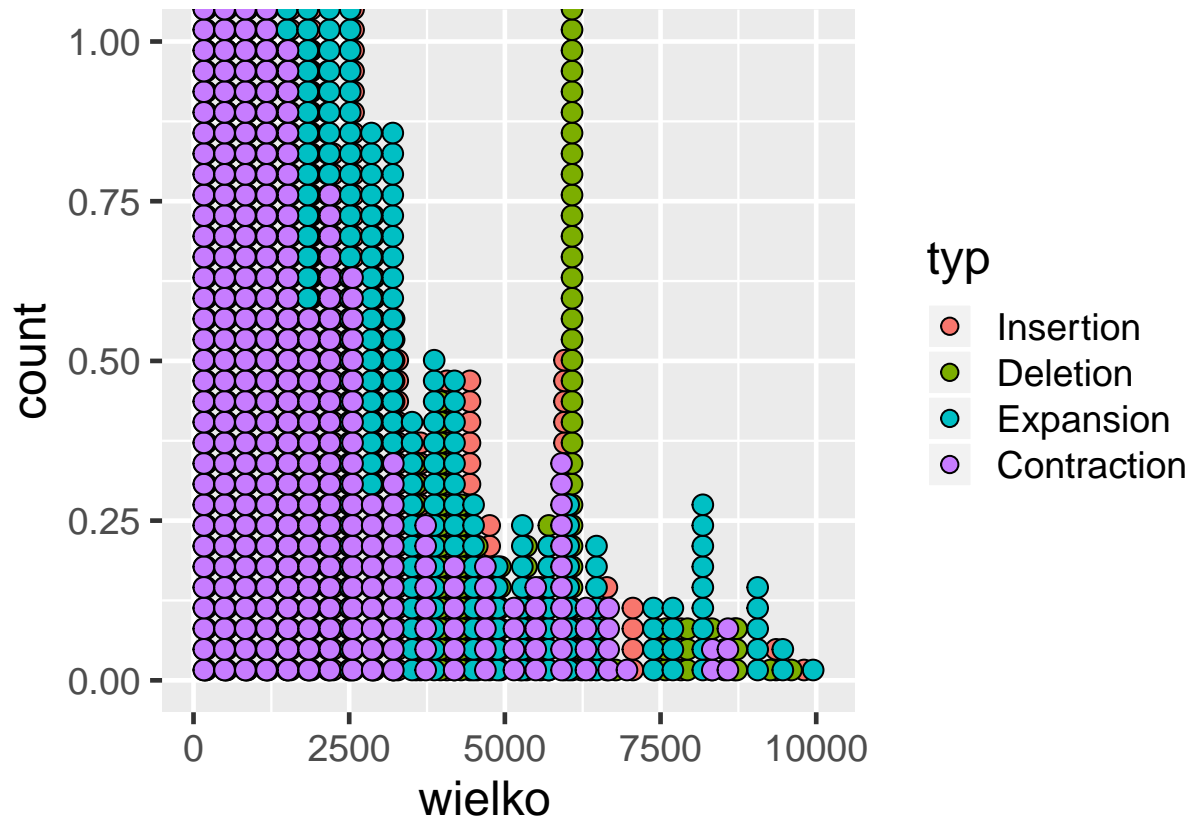 1.00
0.75
0.50
0.25
0.00
count
0 2500 5000 7500 10000
wielko
typ
Insertion
Deletion
Expansion
Contraction